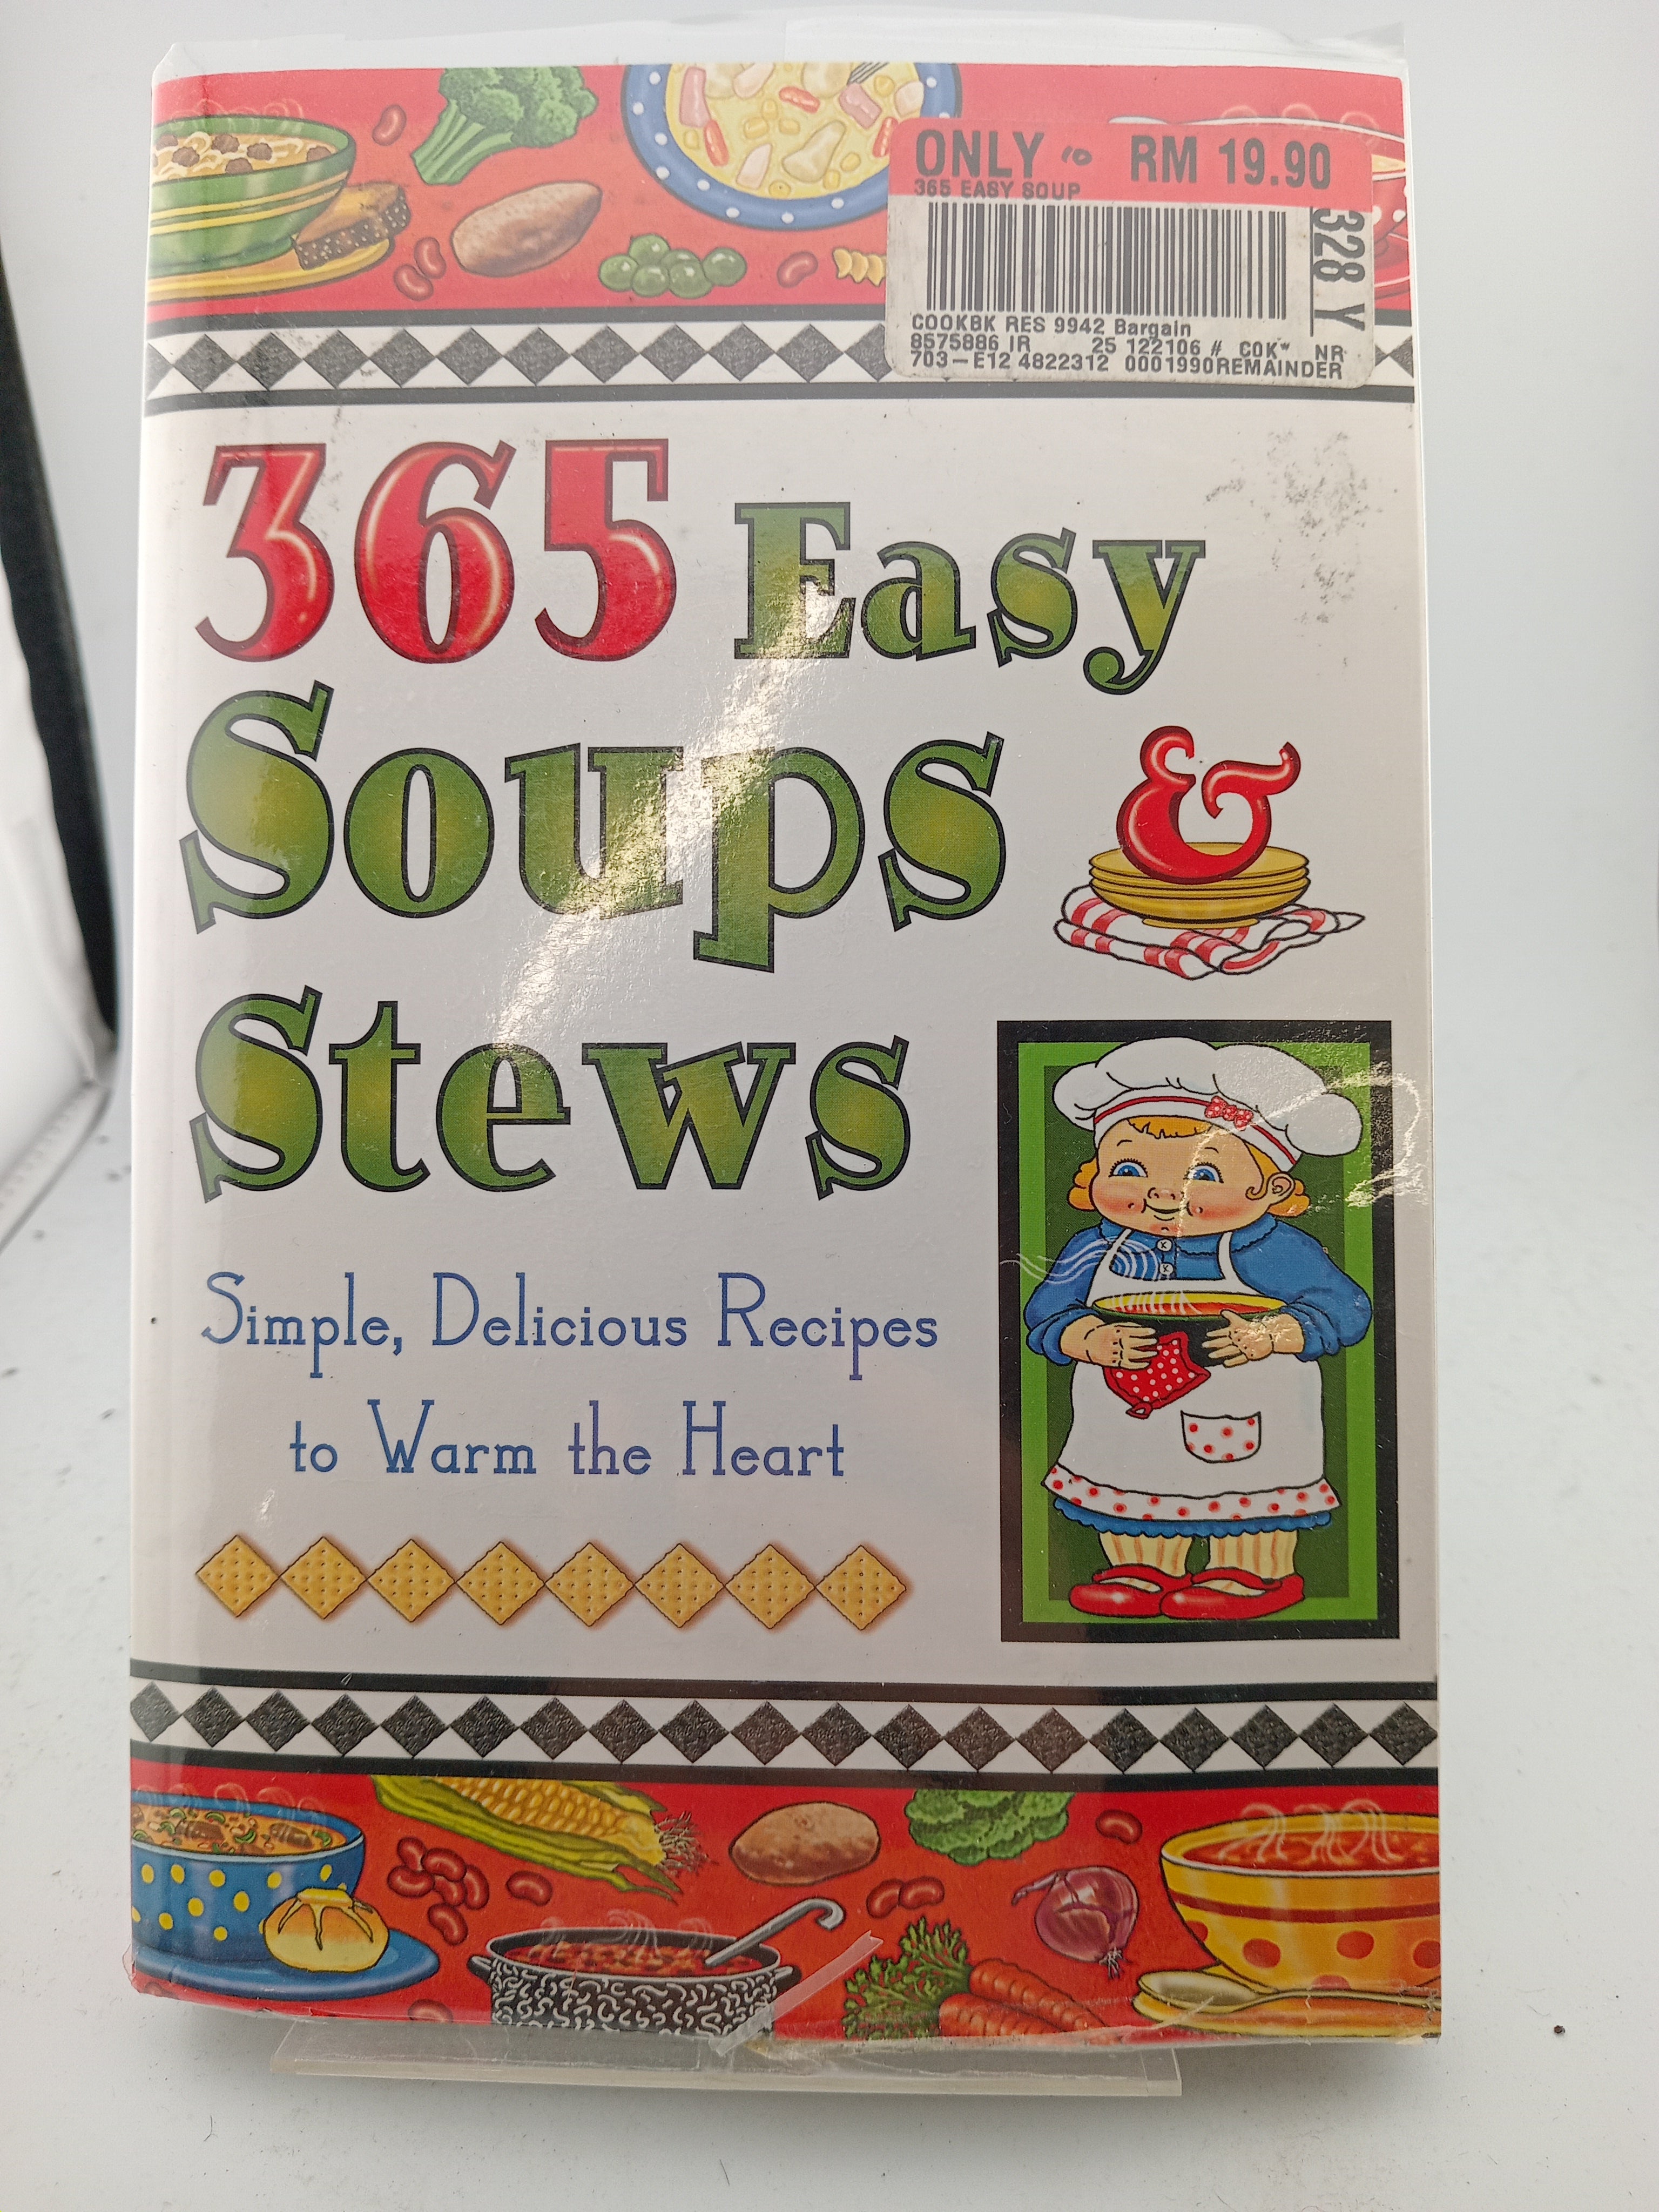 ONLY RM 19.90
365 EASY SOUP
328 Y
COOKBK RES 9942 Bargain
8575886 IR 25 122106 # COK" NR
703-E12 4822312 0001990REMAINDER
365 Easy
Soups &
Stews
Simple, Delicious Recipes
to Warm the Heart